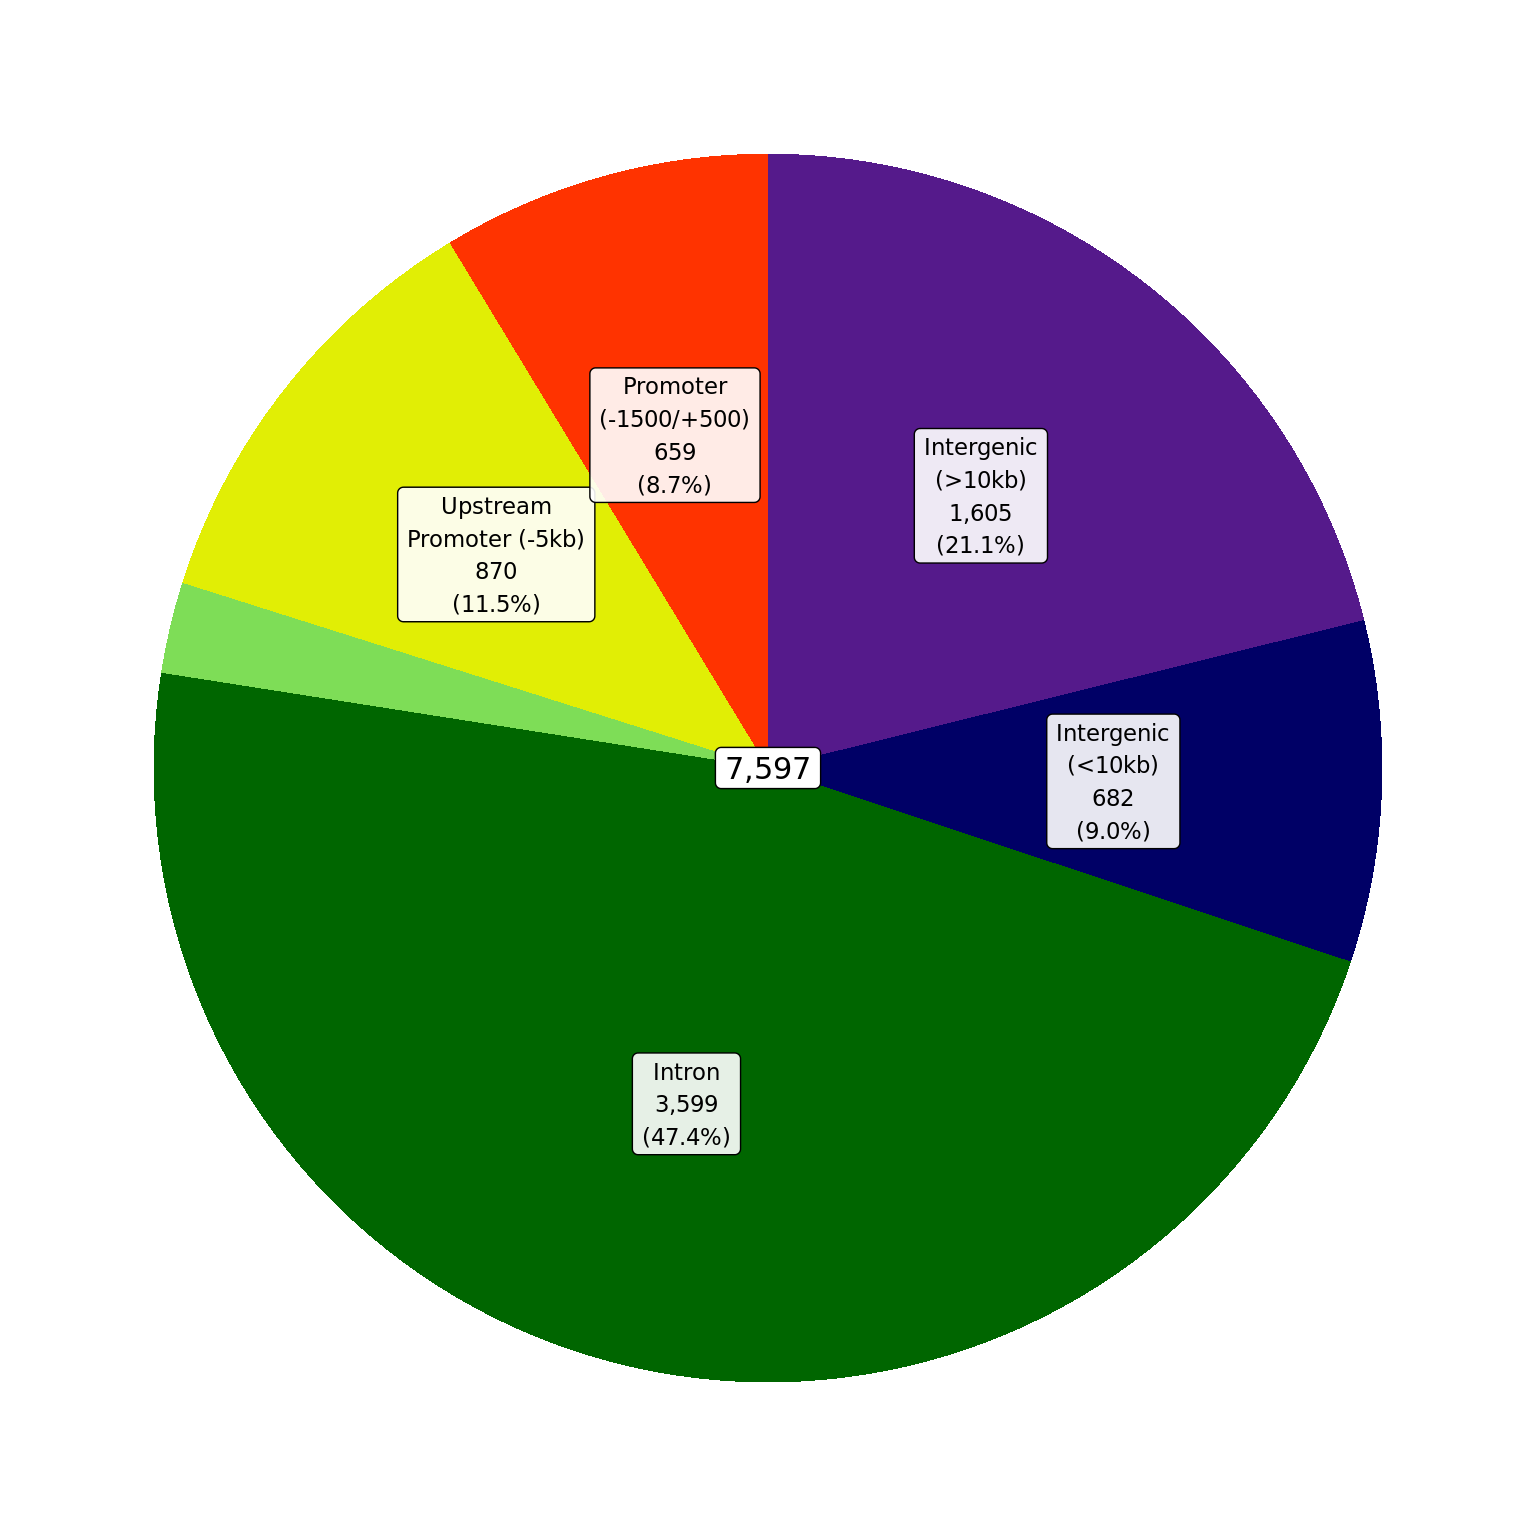 Promoter
(-1500/+500)
659
(8.7%)
Intergenic
(>10kb)
1,605
(21.1%)
Upstream
Promoter (-5kb)
870
(11.5%)
Intergenic
(<10kb)
682
(9.0%)
7,597
Intron
3,599
(47.4%)